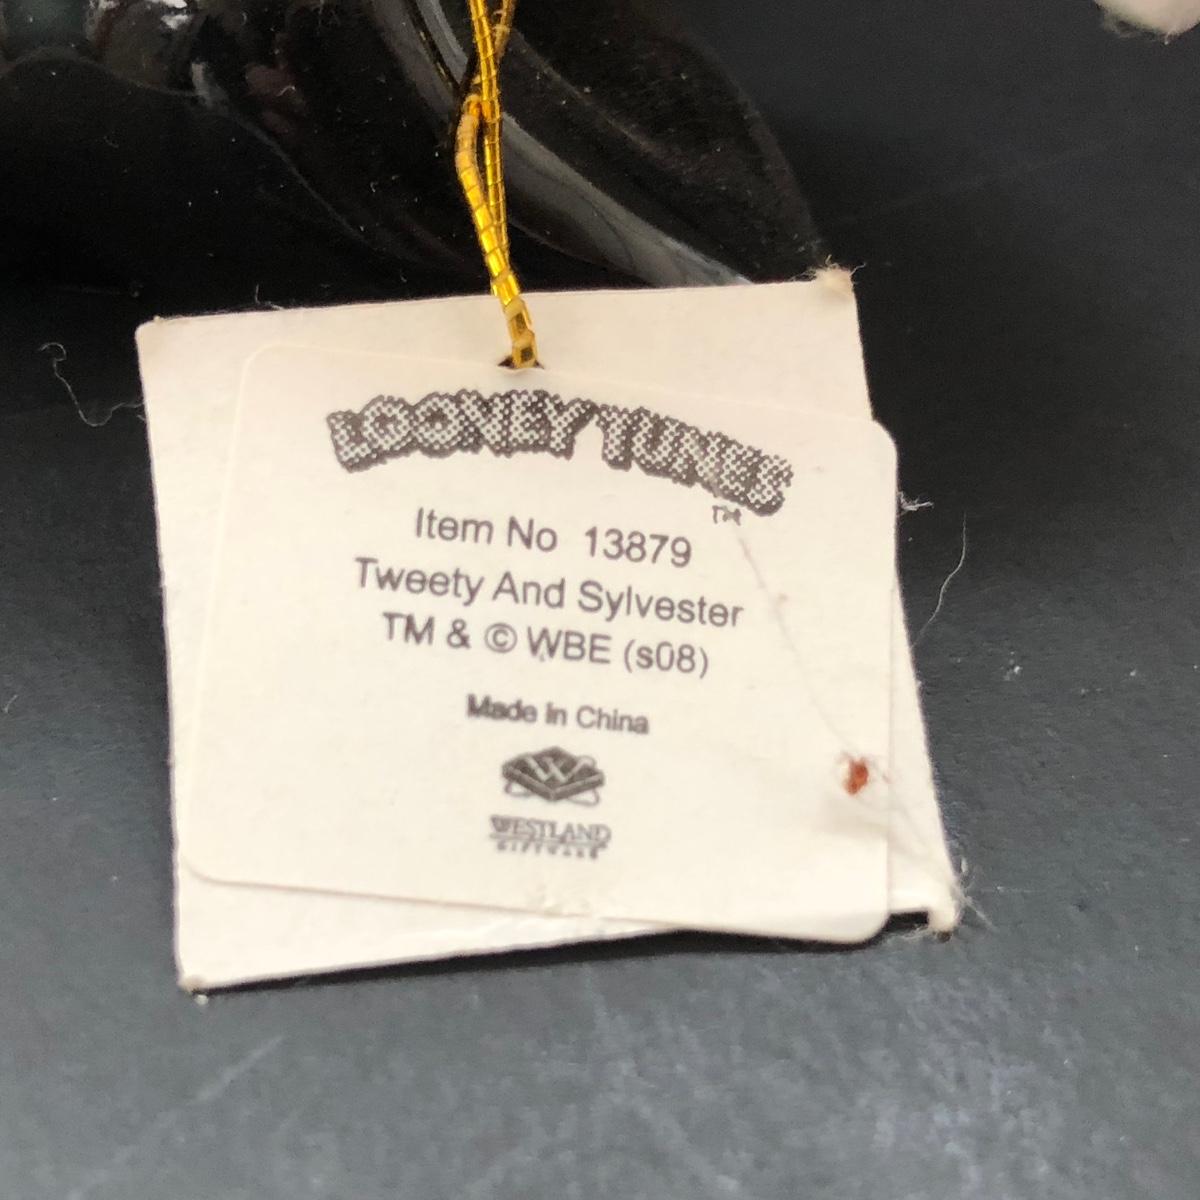 LOONEY TUNES
TM
Item No 13879
Tweety And Sylvester
TM & © WBE (s08)
Made In China
W
WESTLAND
GIFTWARE